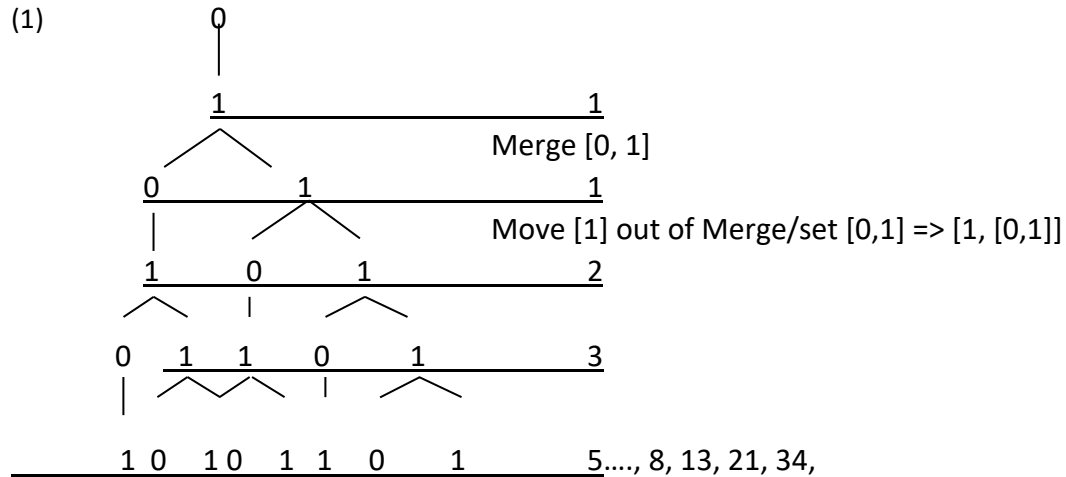 (1) 0
1 1
Merge [0, 1]
0 1 1
Move [1] out of Merge/set [0,1] => [1, [0,1]]
1 0 1 2
0 1 1 0 1 3
1 0 1 0 1 1 0 1 5...., 8, 13, 21, 34,